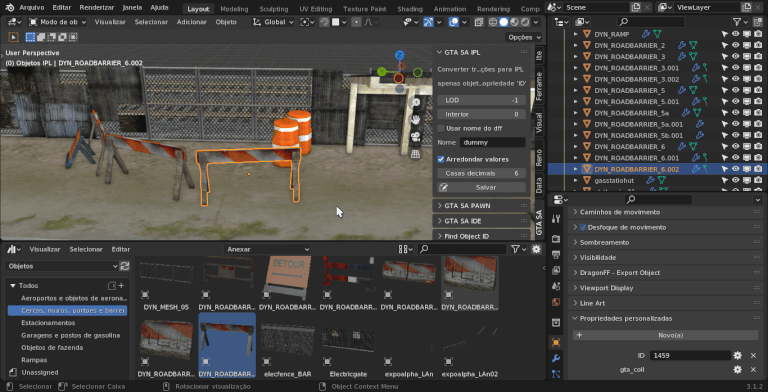 Arquivo Editar Renderizar Janela Ajuda Layout Modeling Sculpting UV Editing Texture Paint Shading Animation Scene ViewLayer
Modo de ob Visualizar Selecionar Adicionar Objeto Global
Opções
User Perspective
(0) Objetos IPL | DYN_ROADBARRIER_6.002
GTA SA IPL
Converter tr...ções para IPL
apenas objet...opriedade 'ID'
LOD -1
Interior 0
Usar nome do dff
Nome dummy
Arredondar valores
Casas decimais 6
Salvar
GTA SA PAWN
GTA SA IDE
Find Object ID
Ite
Ferrame
Visual
Reno
Data
GTA SA
DYN_RAMP
DYN_ROADBARRIER_2
DYN_ROADBARRIER_3
DYN_ROADBARRIER_3.001
DYN_ROADBARRIER_3.002
DYN_ROADBARRIER_5
DYN_ROADBARRIER_5.001
DYN_ROADBARRIER_5a
DYN_ROADBARRIER_5a.001
DYN_ROADBARRIER_5b.001
DYN_ROADBARRIER_6
DYN_ROADBARRIER_6.001
DYN_ROADBARRIER_6.002
gasstationhut
Caminhos de movimento
Desfoque de movimento
Sombreamento
Visibilidade
DragonFF - Export Object
Viewport Display
Line Art
Propriedades personalizadas
Novo(a)
ID 1459
gta_coll
Visualizar Selecionar Editar Anexar
Objetos
Todos
Aeroportos e objetos de aerona...
Cercas, muros, portões e barrei
Estacionamentos
Garagens e postos de gasolina
Objetos de fazenda
Rampas
Unassigned
DETOUR
DYN_MESH_05 DYN_ROADBARR... DYN_ROADBARR... DYN_ROADBARR... DYN_ROADBARR... DYN_ROADBARR...
DYN_ROADBARR... DYN_ROADBARR... elecfence_BAR Electricgate expoalpha_LAn expoalpha_LAn02
Selecionar Selecionar Caixa Rotacionar visualização Object Context Menu 3.1.2